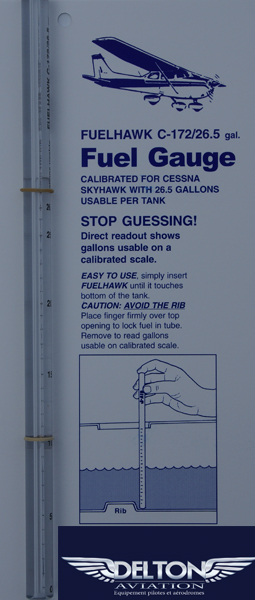 FUELHAWK C-172/26.5 gal.
Fuel Gauge
CALIBRATED FOR CESSNA
SKYHAWK WITH 26.5 GALLONS
USABLE PER TANK
STOP GUESSING!
Direct readout shows
gallons usable on a
calibrated scale.
EASY TO USE, simply insert
FUELHAWK until it touches
bottom of the tank.
CAUTION: AVOID THE RIB
Place finger firmly over top
opening to lock fuel in tube.
Remove to read gallons
usable on calibrated scale.
Rib
DELTON
AVIATION
Equipement pilotes et aérodromes